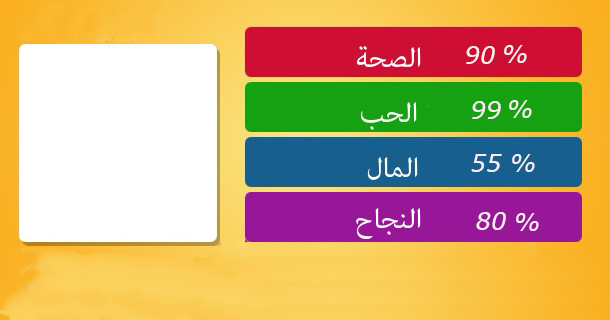 الصحة 90 %
الحب 99 %
المال 55 %
النجاح 80 %